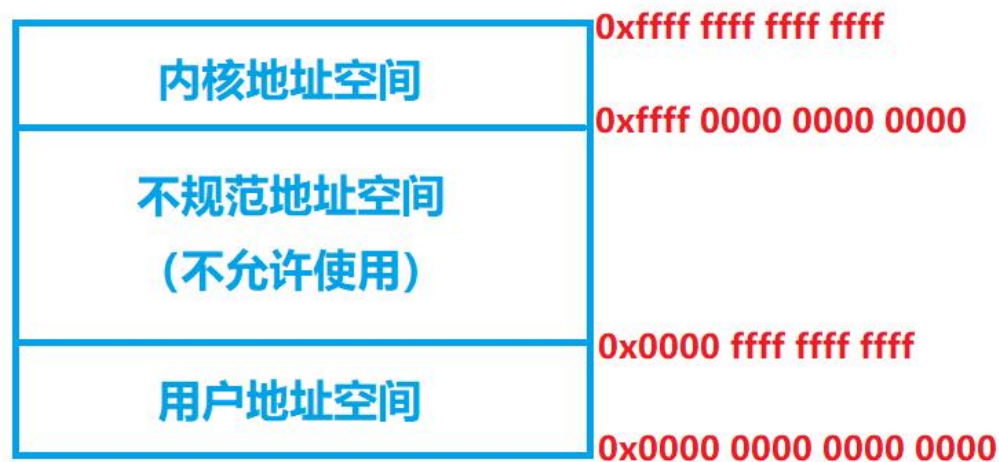 0xffff ffff ffff ffff
内核地址空间
0xffff 0000 0000 0000
不规范地址空间
（不允许使用）
0x0000 ffff ffff ffff
用户地址空间
0x0000 0000 0000 0000